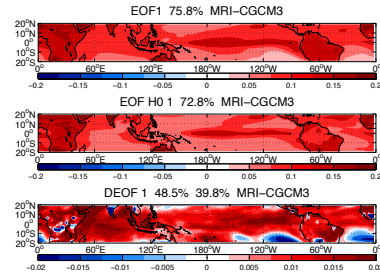 EOF1 75.8% MRI-CGCM3
20°N
10°N
0°
10°S
20°S
0° 60°E 120°E 180°W 120°W 60°W 0°
-0.2 -0.15 -0.1 -0.05 0 0.05 0.1 0.15 0.2
EOF H0 1 72.8% MRI-CGCM3
20°N
10°N
0°
10°S
20°S
0° 60°E 120°E 180°W 120°W 60°W 0°
-0.2 -0.15 -0.1 -0.05 0 0.05 0.1 0.15 0.2
DEOF 1 48.5% 39.8% MRI-CGCM3
20°N
10°N
0°
10°S
20°S
0° 60°E 120°E 180°W 120°W 60°W 0°
-0.02 -0.015 -0.01 -0.005 0 0.005 0.01 0.015